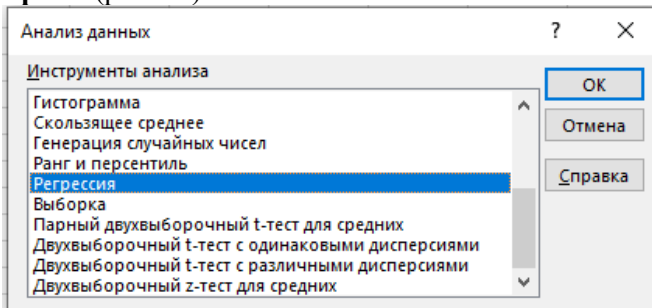 Анализ данных ? ×
Инструменты анализа
Гистограмма
Скользящее среднее
Генерация случайных чисел
Ранг и персентиль
Регрессия
Выборка
Парный двухвыборочный t-тест для средних
Двухвыборочный t-тест с одинаковыми дисперсиями
Двухвыборочный t-тест с различными дисперсиями
Двухвыборочный z-тест для средних
ОК
Отмена
Справка